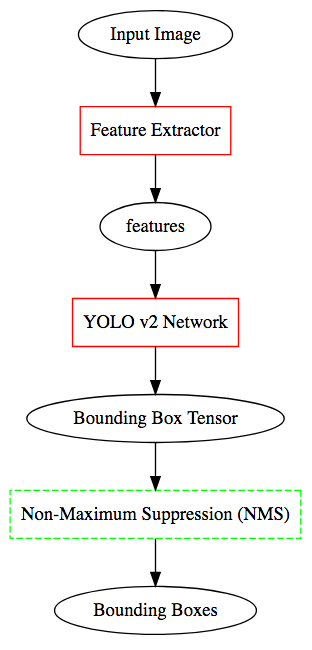 Input Image
Feature Extractor
features
YOLO v2 Network
Bounding Box Tensor
Non-Maximum Suppression (NMS)
Bounding Boxes